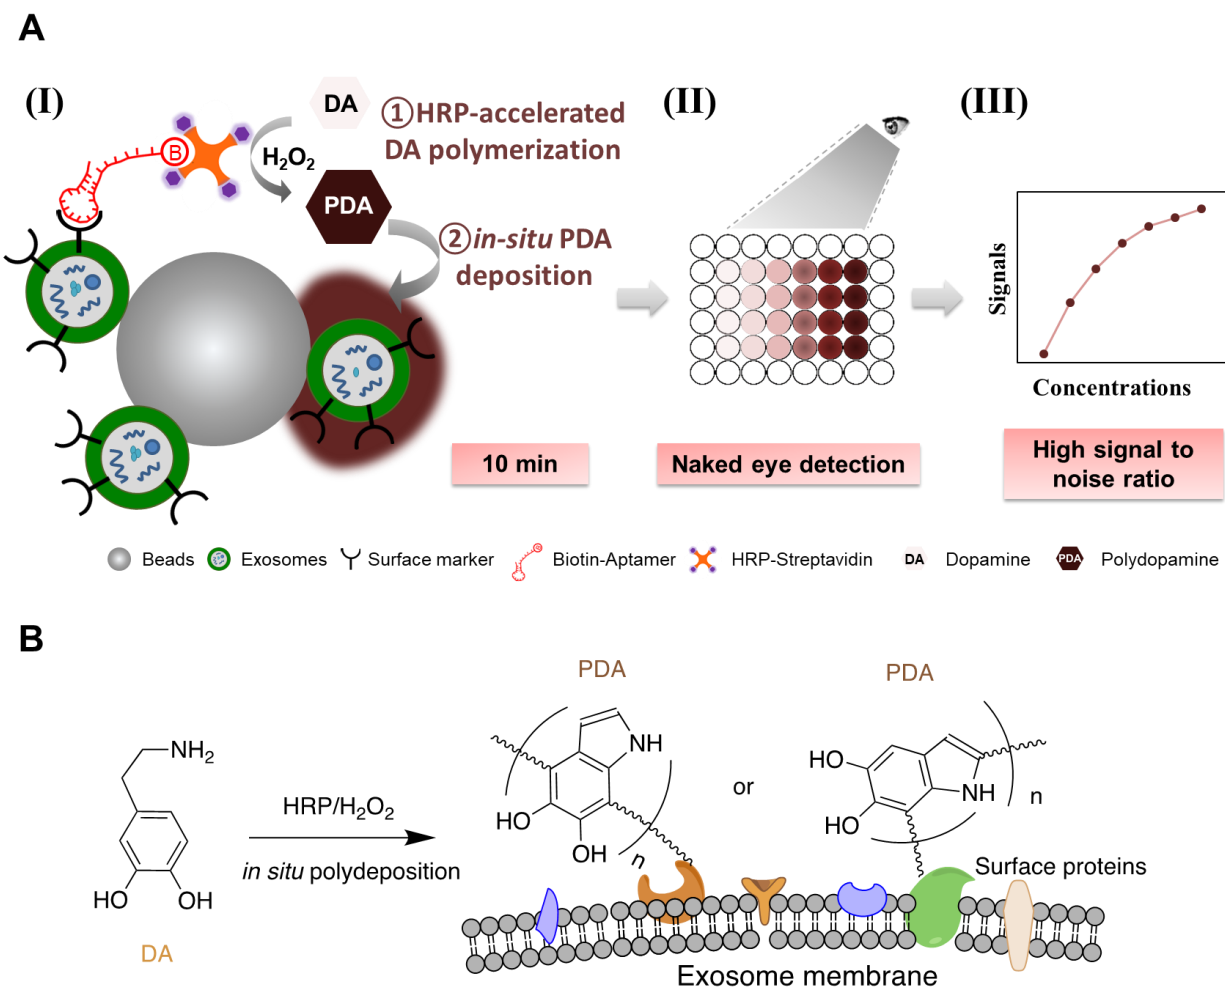 A
(I)
(II)
(III)
DA
①HRP-accelerated
DA polymerization
H₂O₂
B
PDA
②in-situ PDA
deposition
Signals
Concentrations
10 min
Naked eye detection
High signal to
noise ratio
Beads
Exosomes
Surface marker
B
Biotin-Aptamer
HRP-Streptavidin
DA
Dopamine
PDA
Polydopamine
B
PDA
PDA
NH₂
HO
OH
DA
HRP/H₂O₂
in situ polydeposition
NH
HO
OH
n
or
HO
HO
NH
n
Surface proteins
Exosome membrane